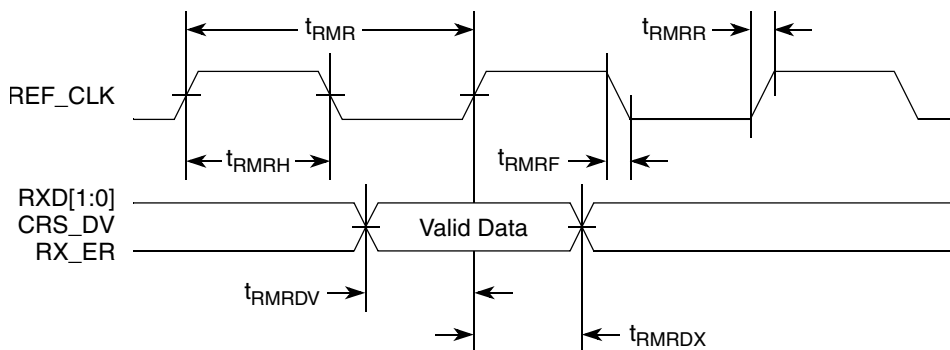 tRMR
tRMRR
REF_CLK
tRMRH
tRMRF
RXD[1:0]
CRS_DV
RX_ER
Valid Data
tRMRDV
tRMRDX